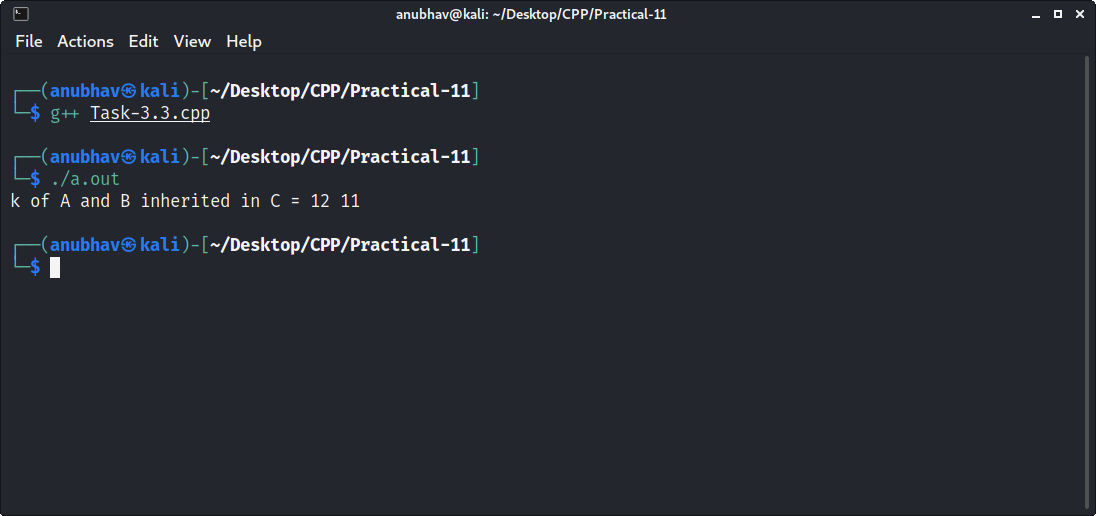 anubhav@kali: ~/Desktop/CPP/Practical-11
File Actions Edit View Help
┌──(anubhav㉿kali)-[~/Desktop/CPP/Practical-11]
└─$ g++ Task-3.3.cpp
┌──(anubhav㉿kali)-[~/Desktop/CPP/Practical-11]
└─$ ./a.out
k of A and B inherited in C = 12 11
┌──(anubhav㉿kali)-[~/Desktop/CPP/Practical-11]
└─$